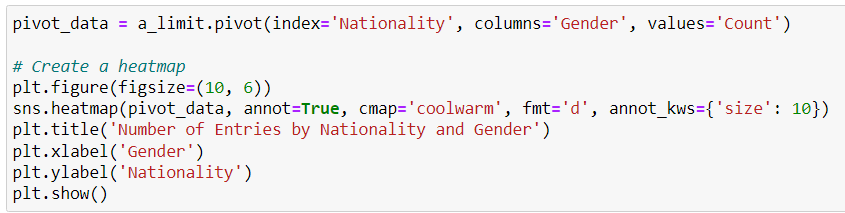 pivot_data = a_limit.pivot(index='Nationality', columns='Gender', values='Count')
# Create a heatmap
plt.figure(figsize=(10, 6))
sns.heatmap(pivot_data, annot=True, cmap='coolwarm', fmt='d', annot_kws={'size': 10})
plt.title('Number of Entries by Nationality and Gender')
plt.xlabel('Gender')
plt.ylabel('Nationality')
plt.show()